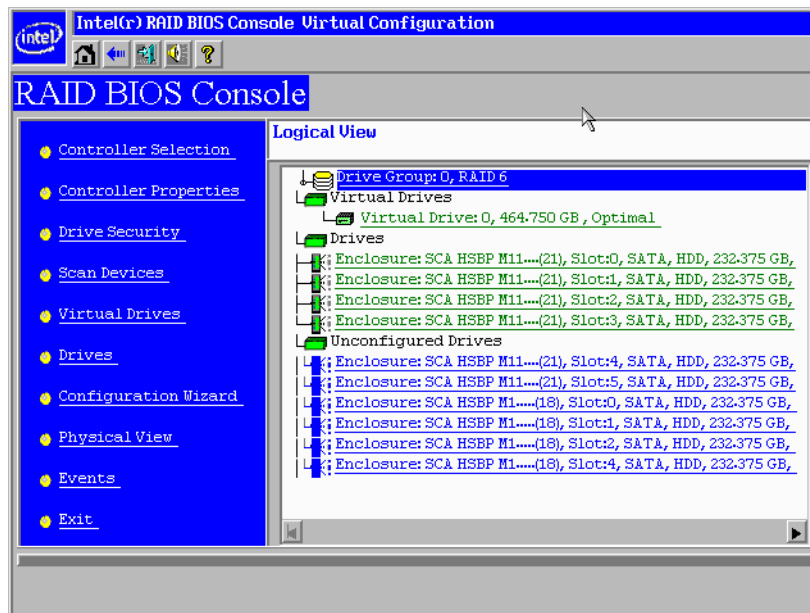 Intel(r) RAID BIOS Console Virtual Configuration
intel
?
RAID BIOS Console
Controller Selection
Controller Properties
Drive Security
Scan Devices
Virtual Drives
Drives
Configuration Wizard
Physical View
Events
Exit
Logical View
Drive Group: 0, RAID 6
Virtual Drives
Virtual Drive: 0, 464.750 GB , Optimal
Drives
Enclosure: SCA HSBP M11....(21), Slot:0, SATA, HDD, 232.375 GB,
Enclosure: SCA HSBP M11....(21), Slot:1, SATA, HDD, 232.375 GB,
Enclosure: SCA HSBP M11....(21), Slot:2, SATA, HDD, 232.375 GB,
Enclosure: SCA HSBP M11....(21), Slot:3, SATA, HDD, 232.375 GB,
Unconfigured Drives
Enclosure: SCA HSBP M11....(21), Slot:4, SATA, HDD, 232.375 GB,
Enclosure: SCA HSBP M11....(21), Slot:5, SATA, HDD, 232.375 GB,
Enclosure: SCA HSBP M1.....(18), Slot:0, SATA, HDD, 232.375 GB,
Enclosure: SCA HSBP M1.....(18), Slot:1, SATA, HDD, 232.375 GB,
Enclosure: SCA HSBP M1.....(18), Slot:2, SATA, HDD, 232.375 GB,
Enclosure: SCA HSBP M1.....(18), Slot:4, SATA, HDD, 232.375 GB,